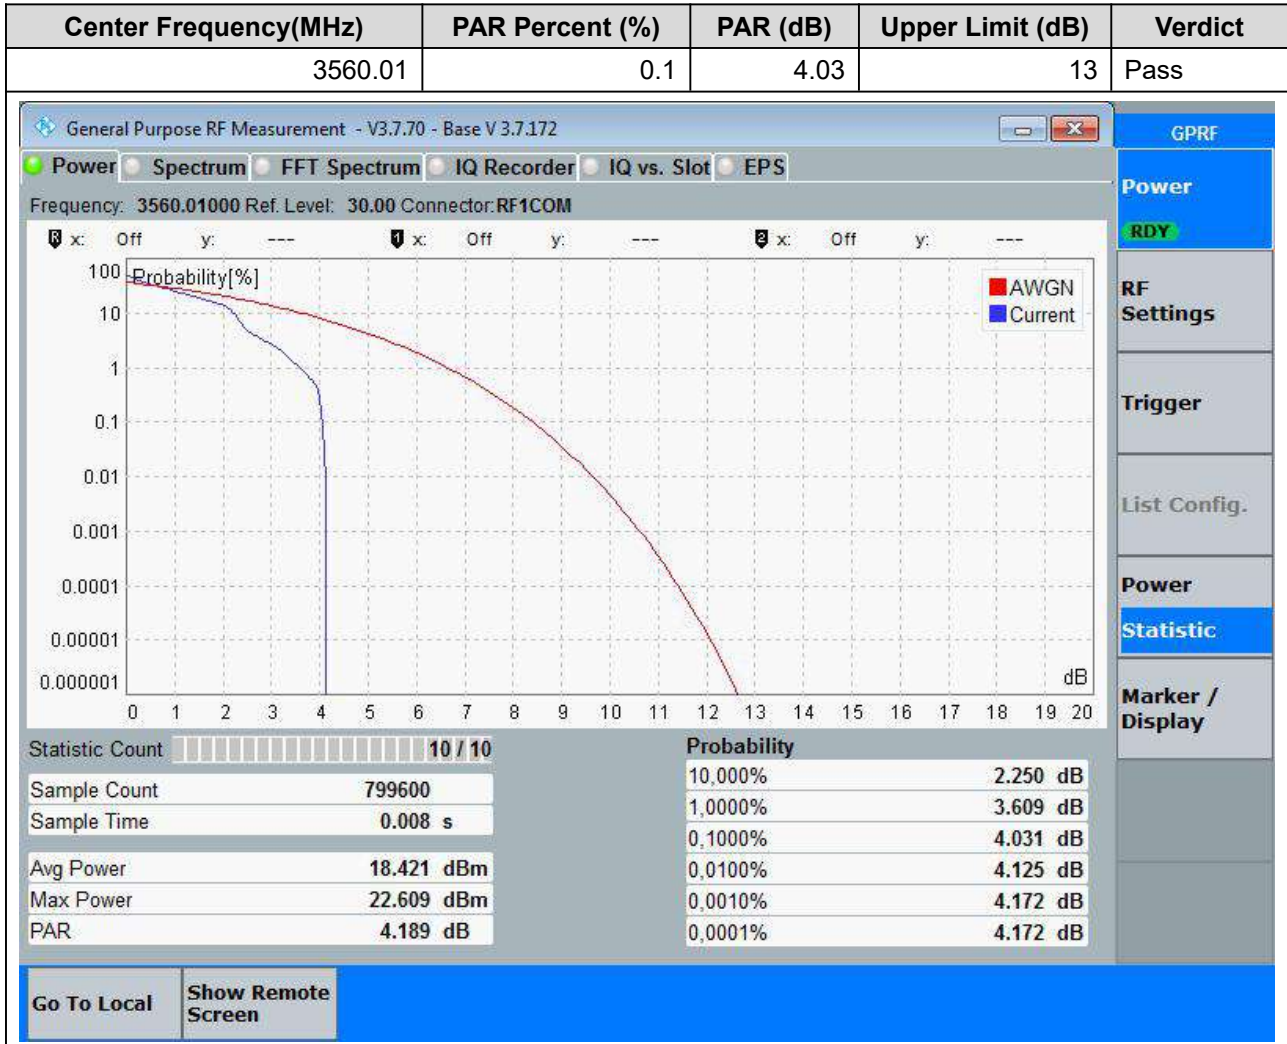 Center Frequency(MHz) PAR Percent (%) PAR (dB) Upper Limit (dB) Verdict
3560.01 0.1 4.03 13 Pass
General Purpose RF Measurement - V3.7.70 - Base V 3.7.172
GPRF
Power Spectrum FFT Spectrum IQ Recorder IQ vs. Slot EPS
Frequency: 3560.01000 Ref. Level: 30.00 Connector: RF1COM
R x: Off y: --- 1 x: Off y: --- 2 x: Off y: ---
Probability[%]
AWGN
Current
100
10
1
0.1
0.01
0.001
0.0001
0.00001
0.000001
dB
0 1 2 3 4 5 6 7 8 9 10 11 12 13 14 15 16 17 18 19 20
Statistic Count 10 / 10
Sample Count 799600
Sample Time 0.008 s
Avg Power 18.421 dBm
Max Power 22.609 dBm
PAR 4.189 dB
Probability
10,000% 2.250 dB
1,0000% 3.609 dB
0,1000% 4.031 dB
0,0100% 4.125 dB
0,0010% 4.172 dB
0,0001% 4.172 dB
Power
RDY
RF
Settings
Trigger
List Config.
Power
Statistic
Marker /
Display
Go To Local
Show Remote
Screen